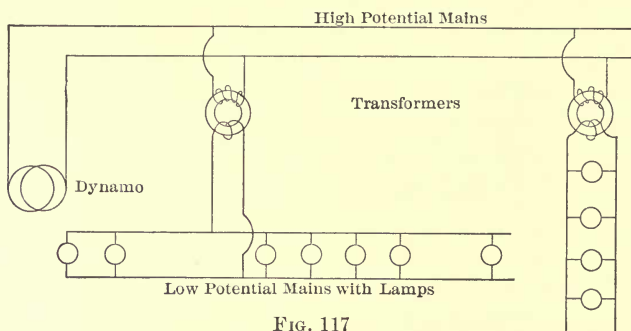 High Potential Mains
Transformers
Dynamo
Low Potential Mains with Lamps
FIG. 117